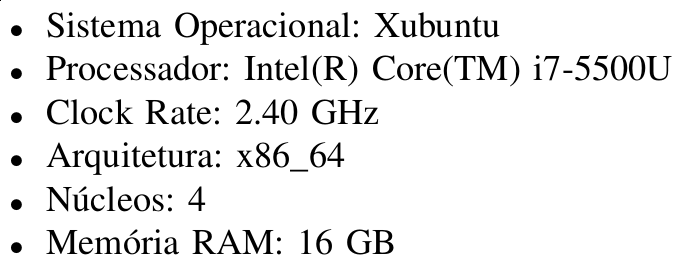 • Sistema Operacional: Xubuntu
• Processador: Intel(R) Core(TM) i7-5500U
• Clock Rate: 2.40 GHz
• Arquitetura: x86_64
• Núcleos: 4
• Memória RAM: 16 GB